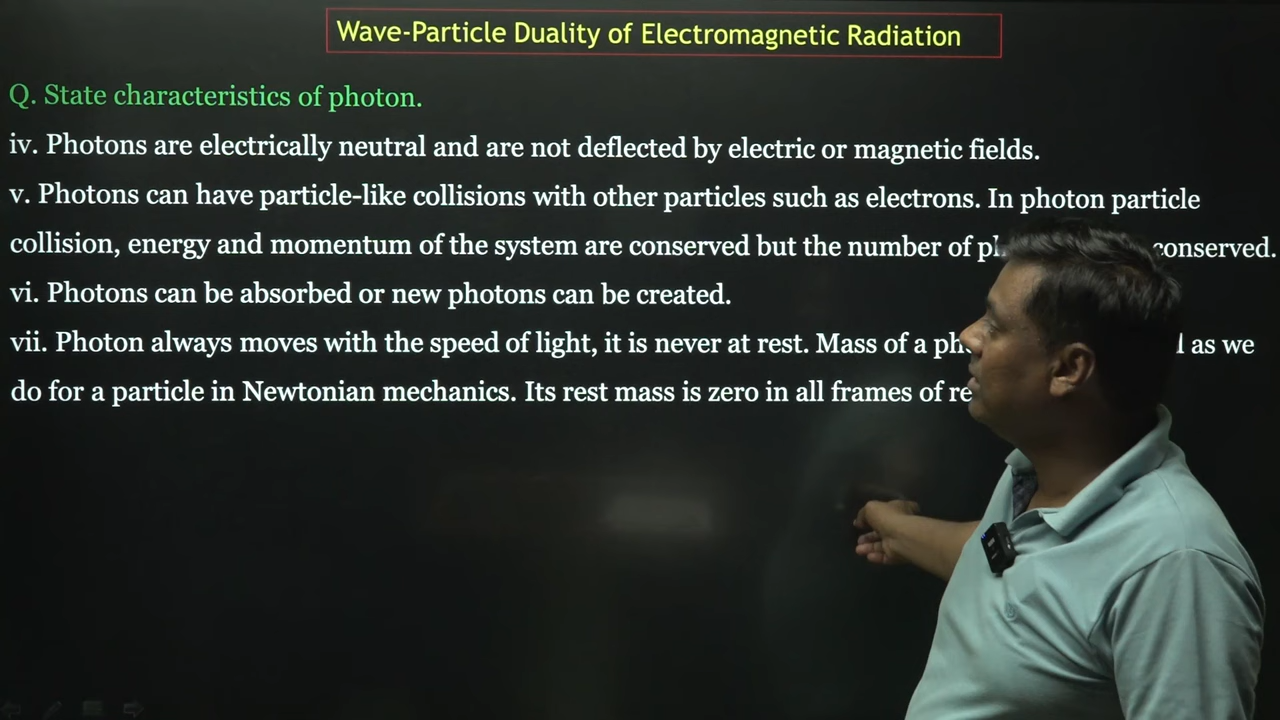 Wave-Particle Duality of Electromagnetic Radiation
Q. State characteristics of photon.
iv. Photons are electrically neutral and are not deflected by electric or magnetic fields.
v. Photons can have particle-like collisions with other particles such as electrons. In photon particle
collision, energy and momentum of the system are conserved but the number of conserved.
vi. Photons can be absorbed or new photons can be created.
vii. Photon always moves with the speed of light, it is never at rest. Mass of a as we
do for a particle in Newtonian mechanics. Its rest mass is zero in all frames of